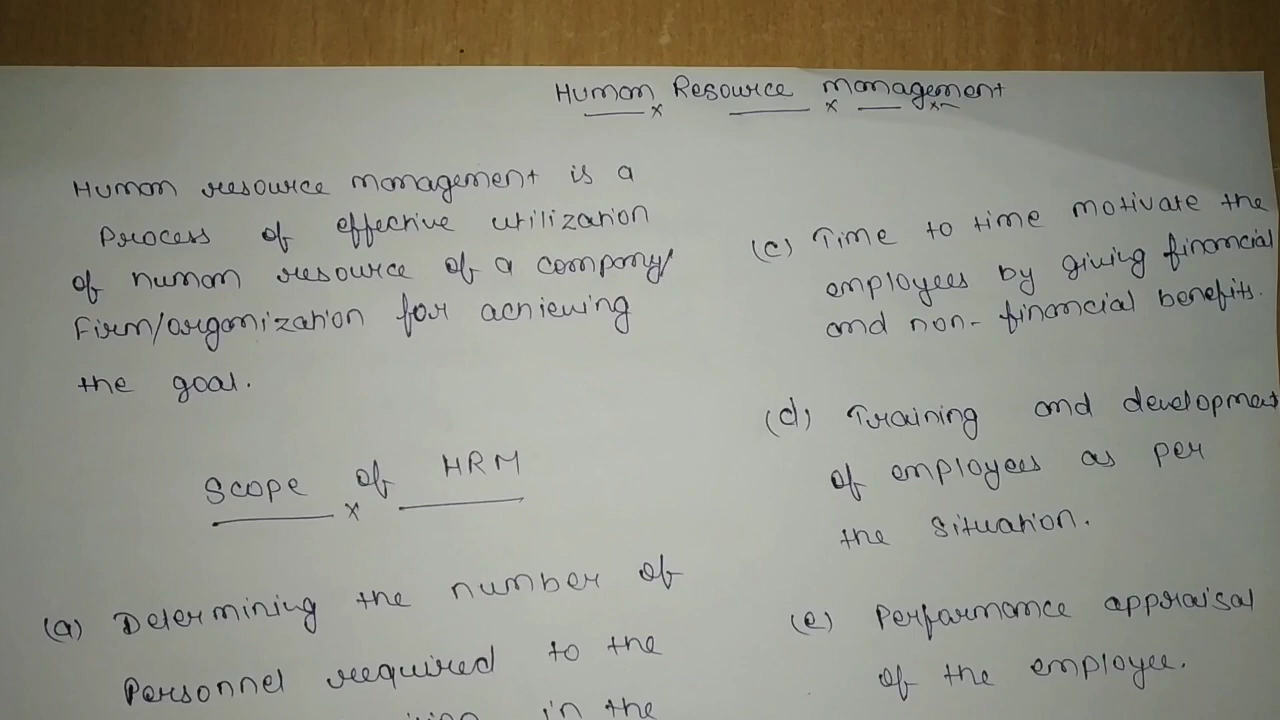 Human Resource management
Human resource management is a
Process of effective utilization
of human resource of a company/
Firm/organization for achieving
the goal.
Scope of HRM
(a) Determining the number of
Personnel required to the
in the
(c) Time to time motivate the
employees by giving financial
and non-financial benefits.
(d) Training and development
of employees as per
the situation.
(e) Performance appraisal
of the employee.